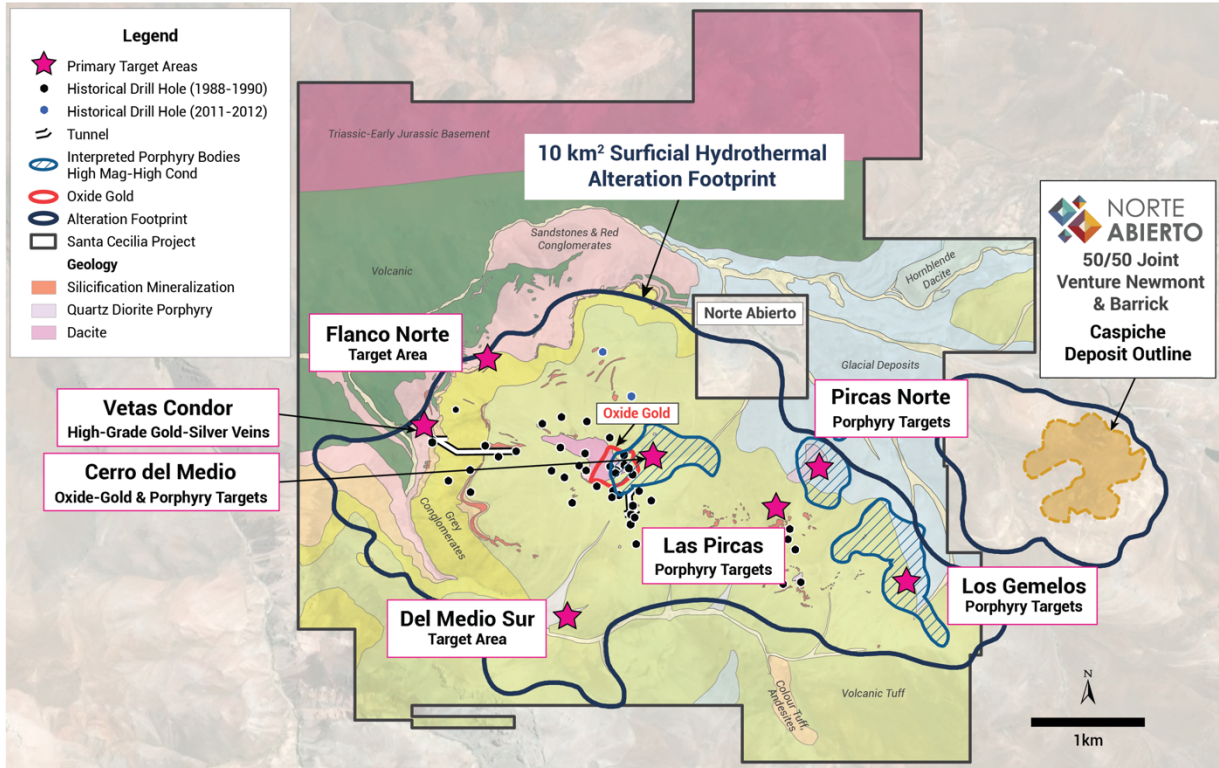 Legend
Primary Target Areas
Historical Drill Hole (1988-1990)
Historical Drill Hole (2011-2012)
Tunnel
Interpreted Porphyry Bodies
High Mag-High Cond
Oxide Gold
Alteration Footprint
Santa Cecilia Project
Geology
Silicification Mineralization
Quartz Diorite Porphyry
Dacite
Triassic-Early Jurassic Basement
10 km² Surficial Hydrothermal
Alteration Footprint
Sandstones & Red
Conglomerates
Volcanic
Hornblende
Dacite
NORTE
ABIERTO
50/50 Joint
Venture Newmont
& Barrick
Caspiche
Deposit Outline
Norte Abierto
Flanco Norte
Target Area
Glacial Deposits
Vetas Condor
High-Grade Gold-Silver Veins
Oxide Gold
Pircas Norte
Porphyry Targets
Cerro del Medio
Oxide-Gold & Porphyry Targets
Grey
Conglomerates
Las Pircas
Porphyry Targets
Los Gemelos
Porphyry Targets
Del Medio Sur
Target Area
Volcanic Tuff
Colour Tuff,
Andesites
N
1km